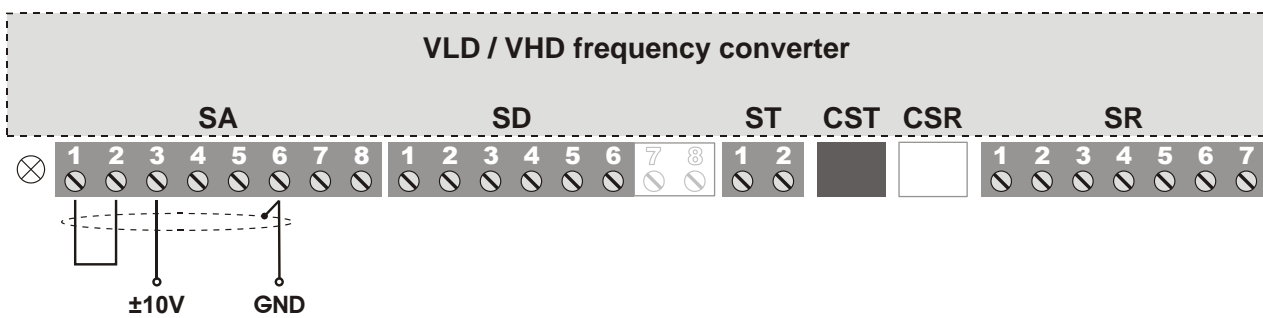 VLD / VHD frequency converter
SA SD ST CST CSR SR
1 2 3 4 5 6 7 8 1 2 3 4 5 6 7 8 1 2 1 2 3 4 5 6 7
±10V GND